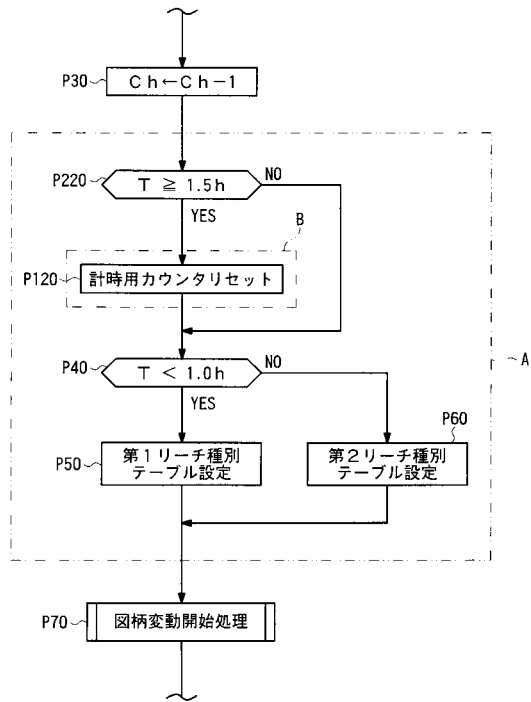 P30
Ch←Ch−1
P220
T ≧ 1.5h
NO
YES
B
P120
計時用カウンタリセット
P40
T < 1.0h
NO
YES
A
P50
第1リーチ種別
テーブル設定
P60
第2リーチ種別
テーブル設定
P70
図柄変動開始処理